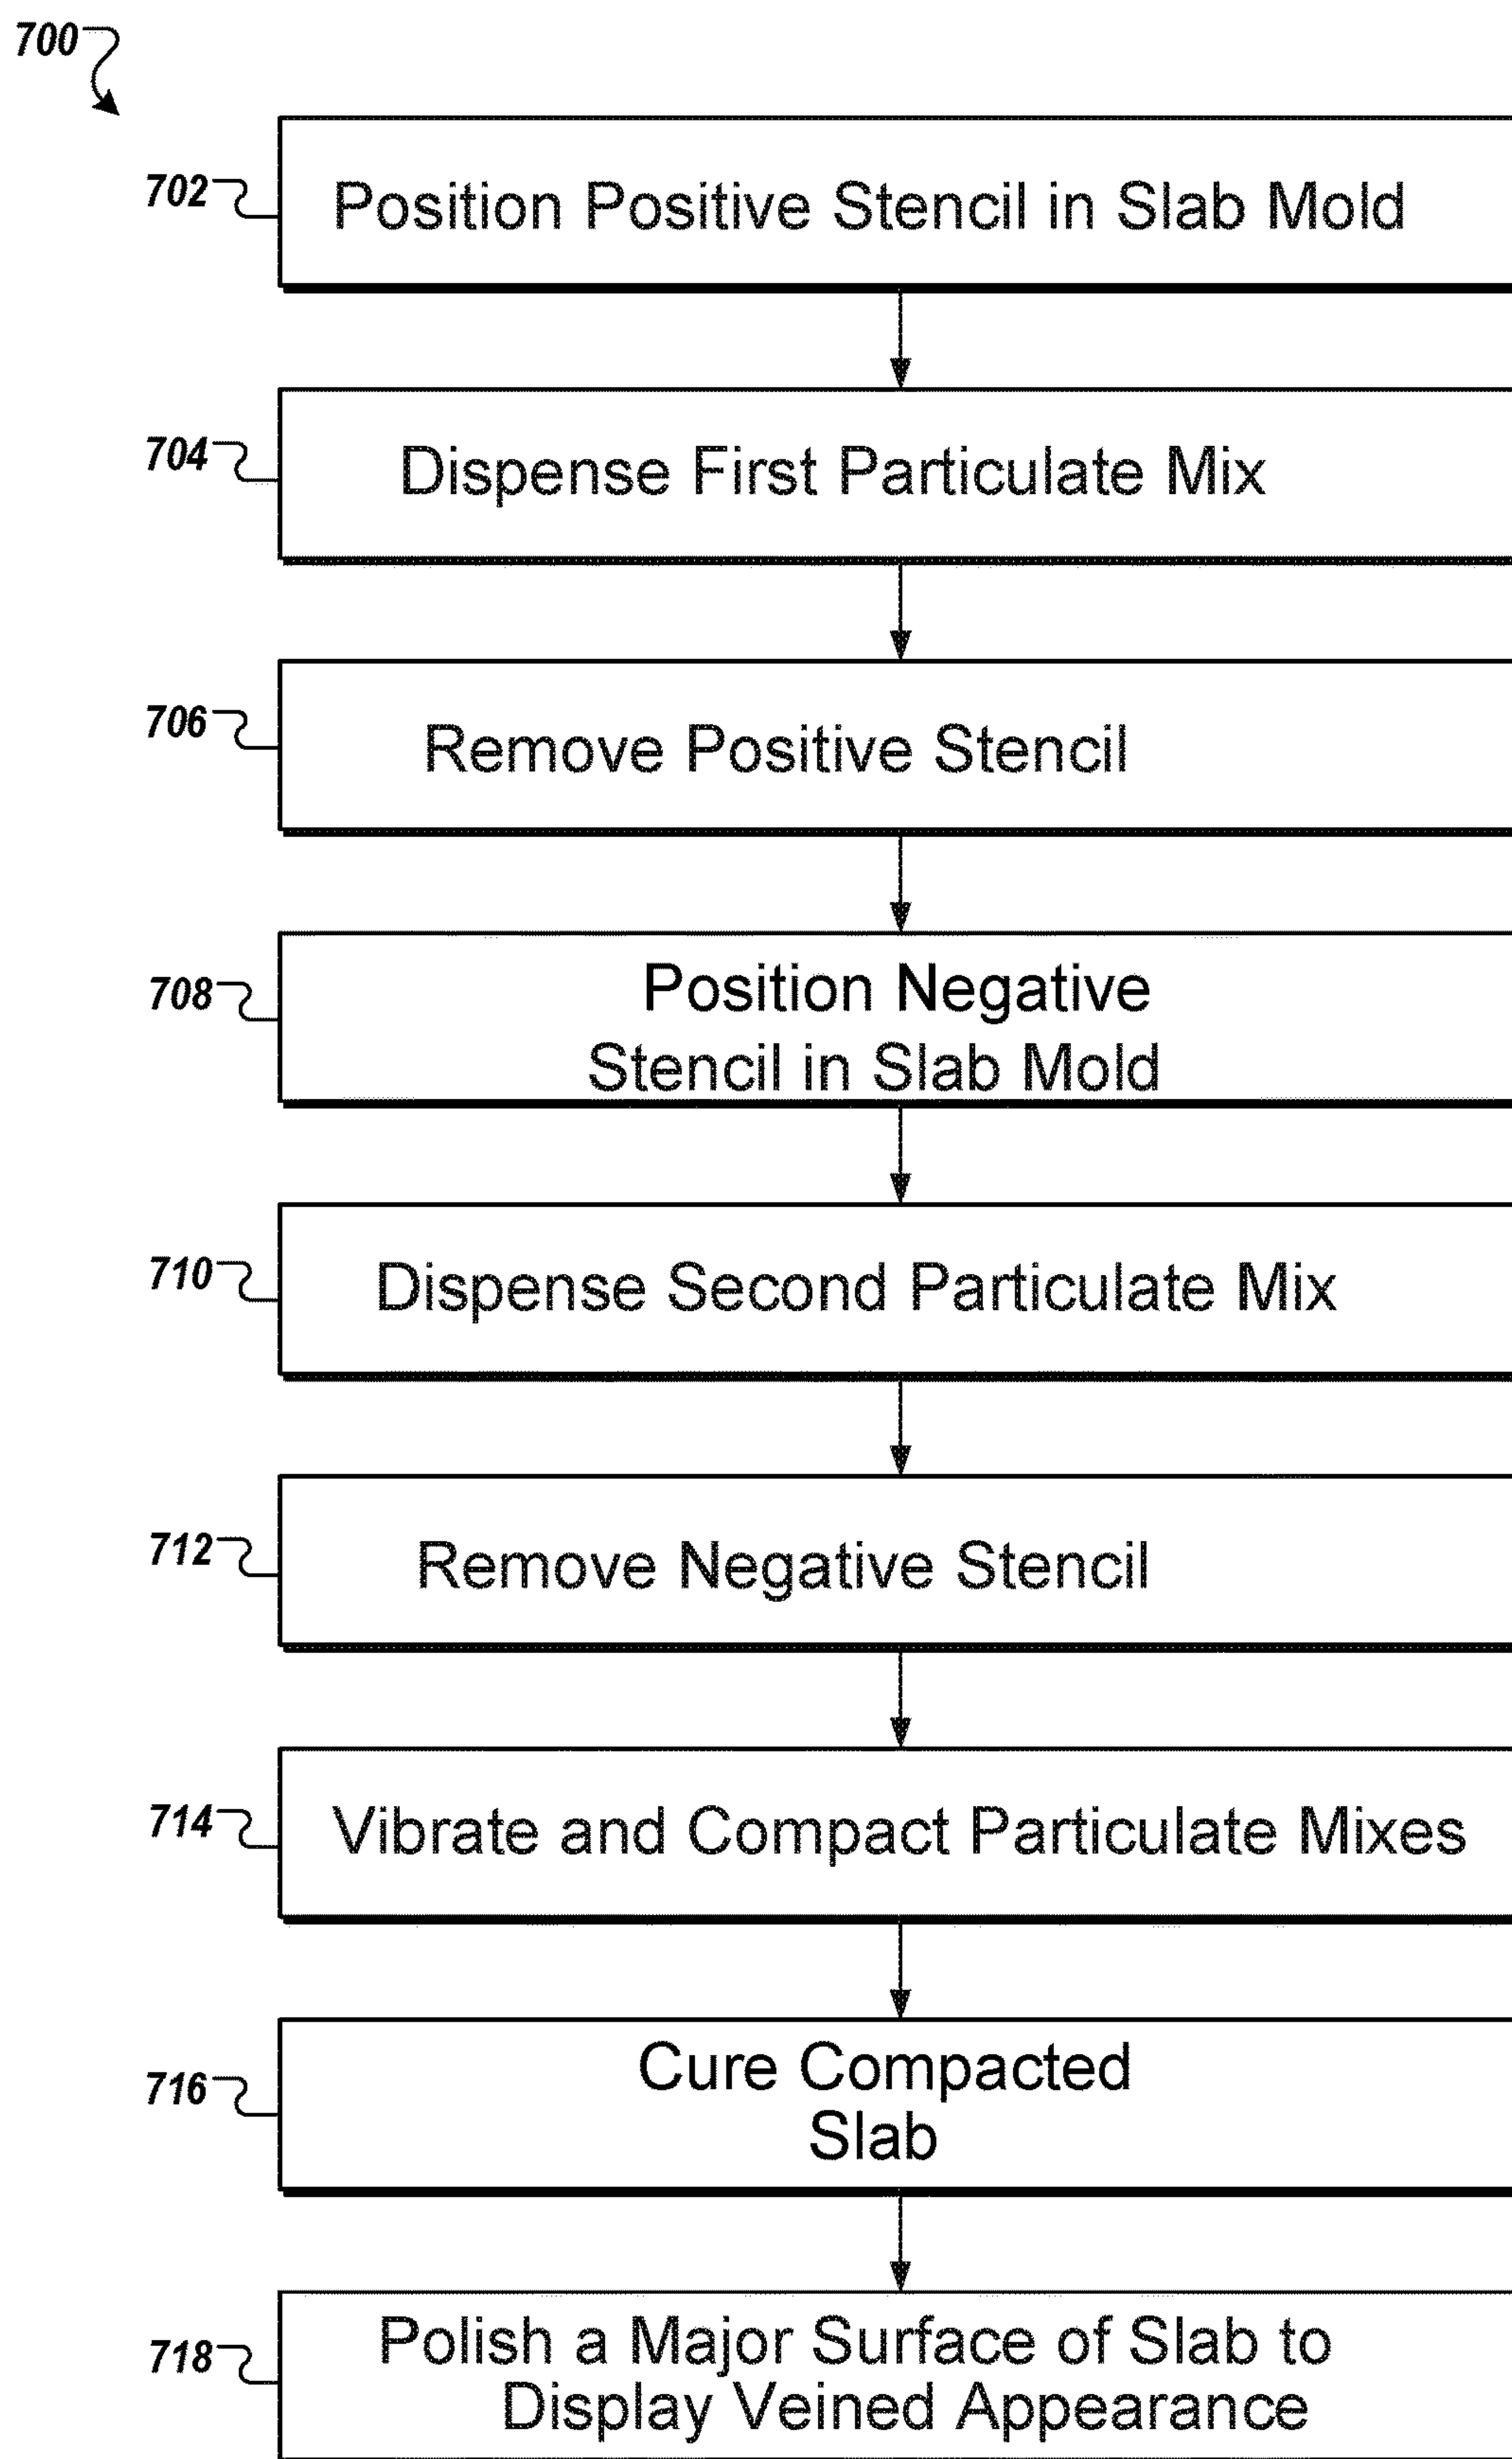 700
702
Position Positive Stencil in Slab Mold
704
Dispense First Particulate Mix
706
Remove Positive Stencil
708
Position Negative
Stencil in Slab Mold
710
Dispense Second Particulate Mix
712
Remove Negative Stencil
714
Vibrate and Compact Particulate Mixes
716
Cure Compacted
Slab
718
Polish a Major Surface of Slab to
Display Veined Appearance